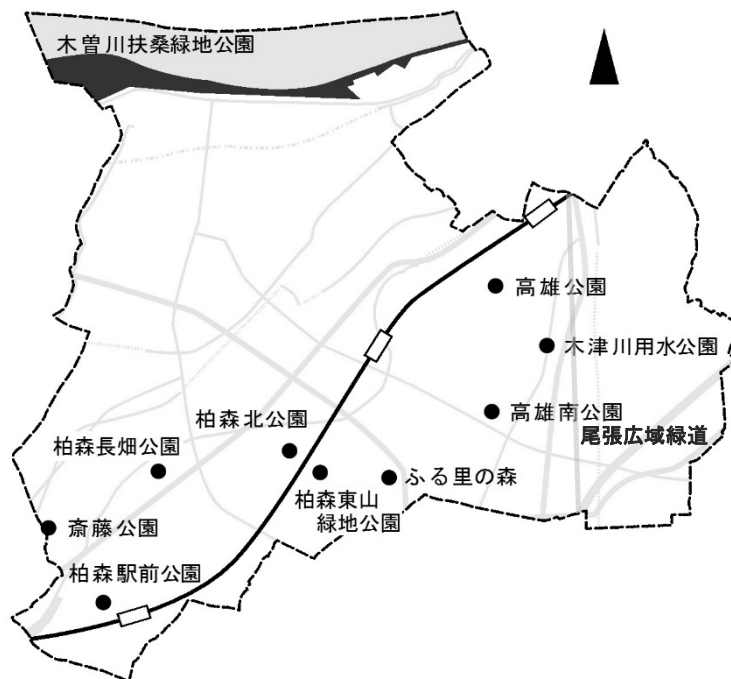 木曽川扶桑緑地公園
高雄公園
木津川用水公園
高雄南公園
尾張広域緑道
柏森北公園
柏森長畑公園
ふる里の森
柏森東山
緑地公園
斎藤公園
柏森駅前公園